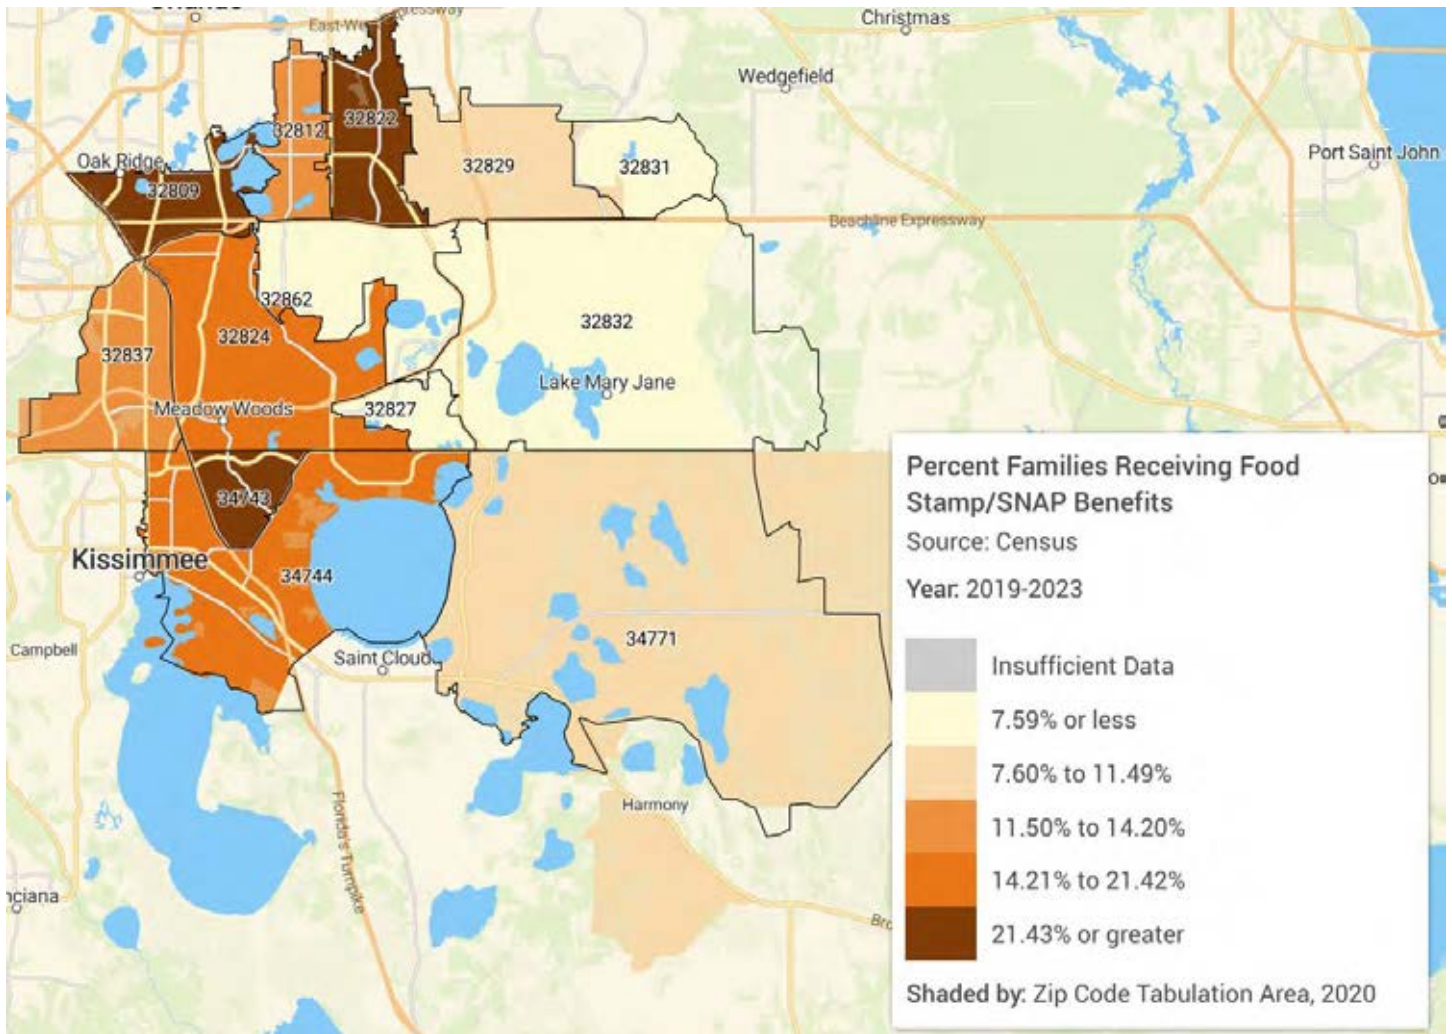 Christmas
Wedgefield
32812
32822
32829
32831
Port Saint John
Oak Ridge
32809
Beachline Expressway
32862
32824
32832
32837
Lake Mary Jane
Meadow Woods
32827
34743
Kissimmee
34744
34771
Campbell
Saint Cloud
Harmony
Florida's Turnpike
Percent Families Receiving Food
Stamp/SNAP Benefits
Source: Census
Year: 2019-2023
Insufficient Data
7.59% or less
7.60% to 11.49%
11.50% to 14.20%
14.21% to 21.42%
21.43% or greater
Shaded by: Zip Code Tabulation Area, 2020